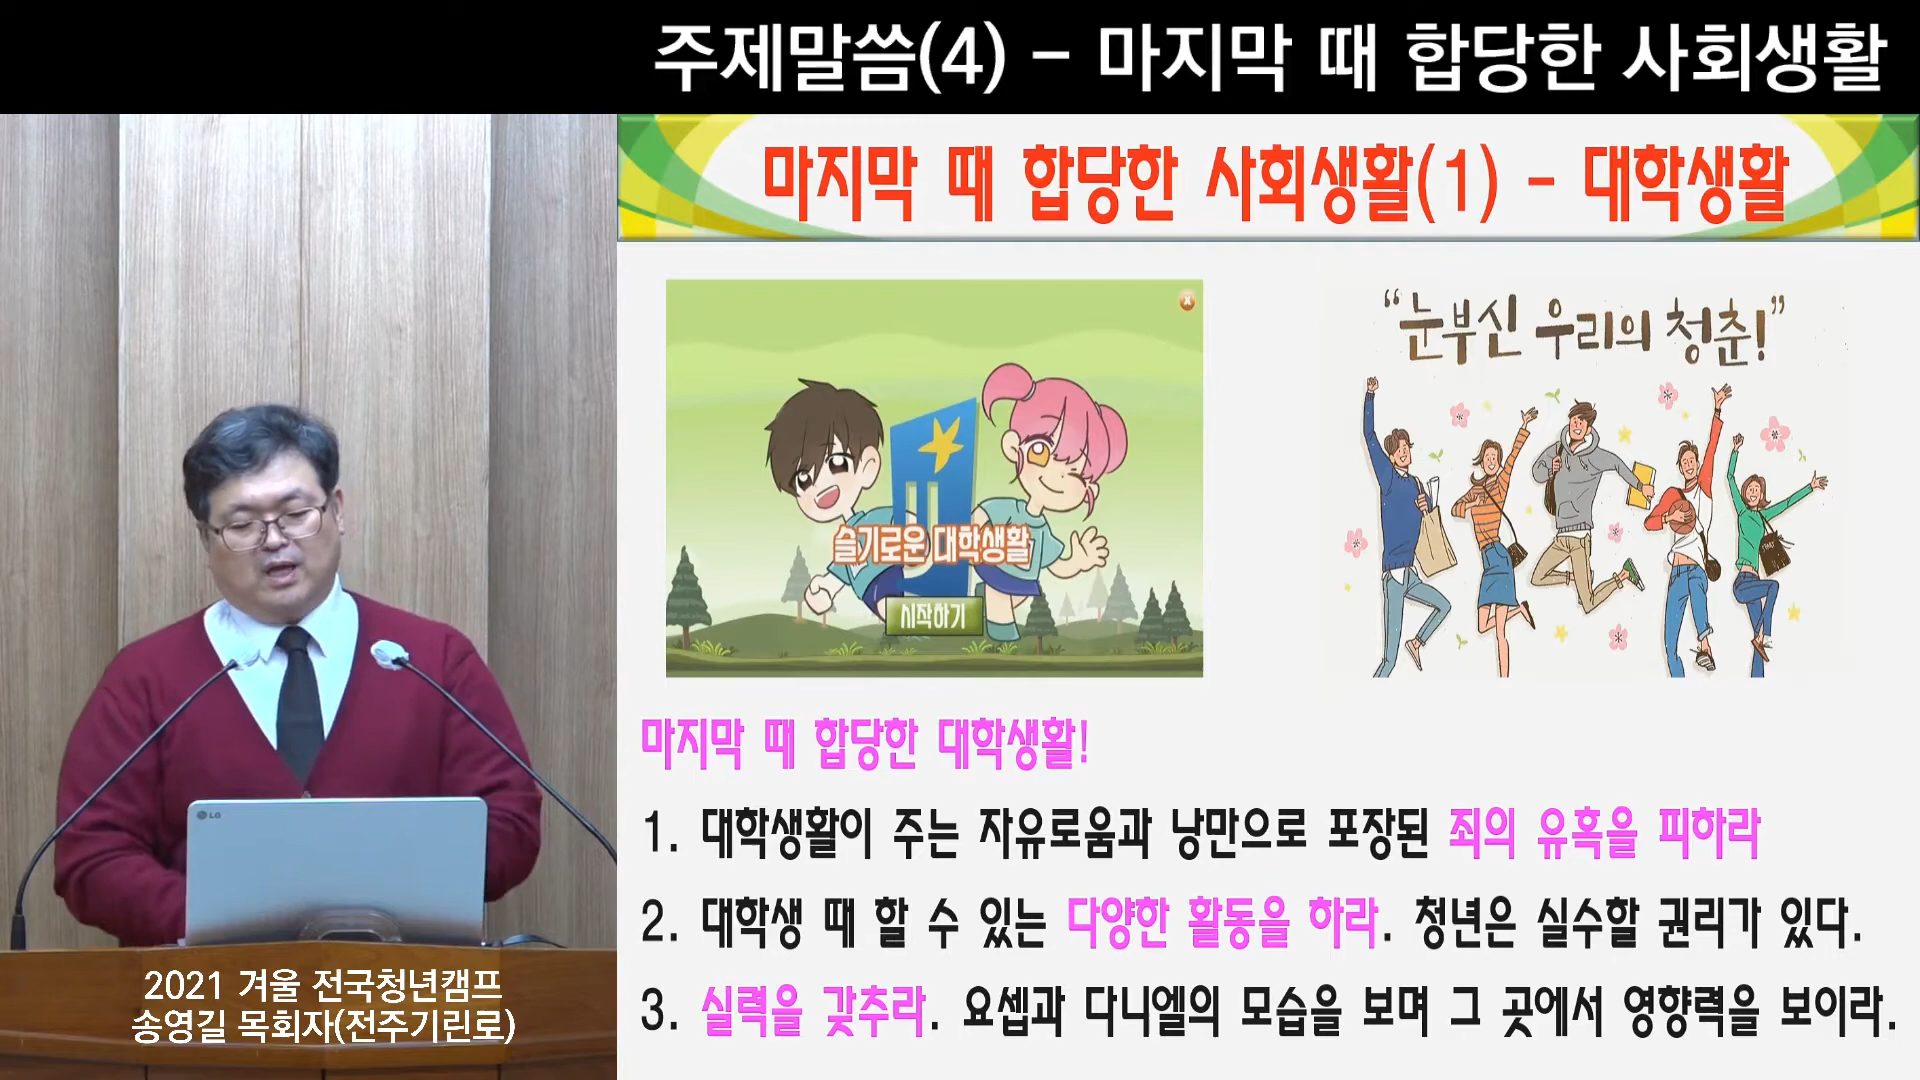 주제말씀(4) - 마지막 때 합당한 사회생활
마지막 때 합당한 사회생활(1) - 대학생활
X
U
슬기로운 대학생활
시작하기
“눈부신 우리의 청춘!”
마지막 때 합당한 대학생활!
1. 대학생활이 주는 자유로움과 낭만으로 포장된 죄의 유혹을 피하라
2. 대학생 때 할 수 있는 다양한 활동을 하라. 청년은 실수할 권리가 있다.
3. 실력을 갖추라. 요셉과 다니엘의 모습을 보며 그 곳에서 영향력을 보이라.
LG
2021 겨울 전국청년캠프
송영길 목회자(전주기린로)